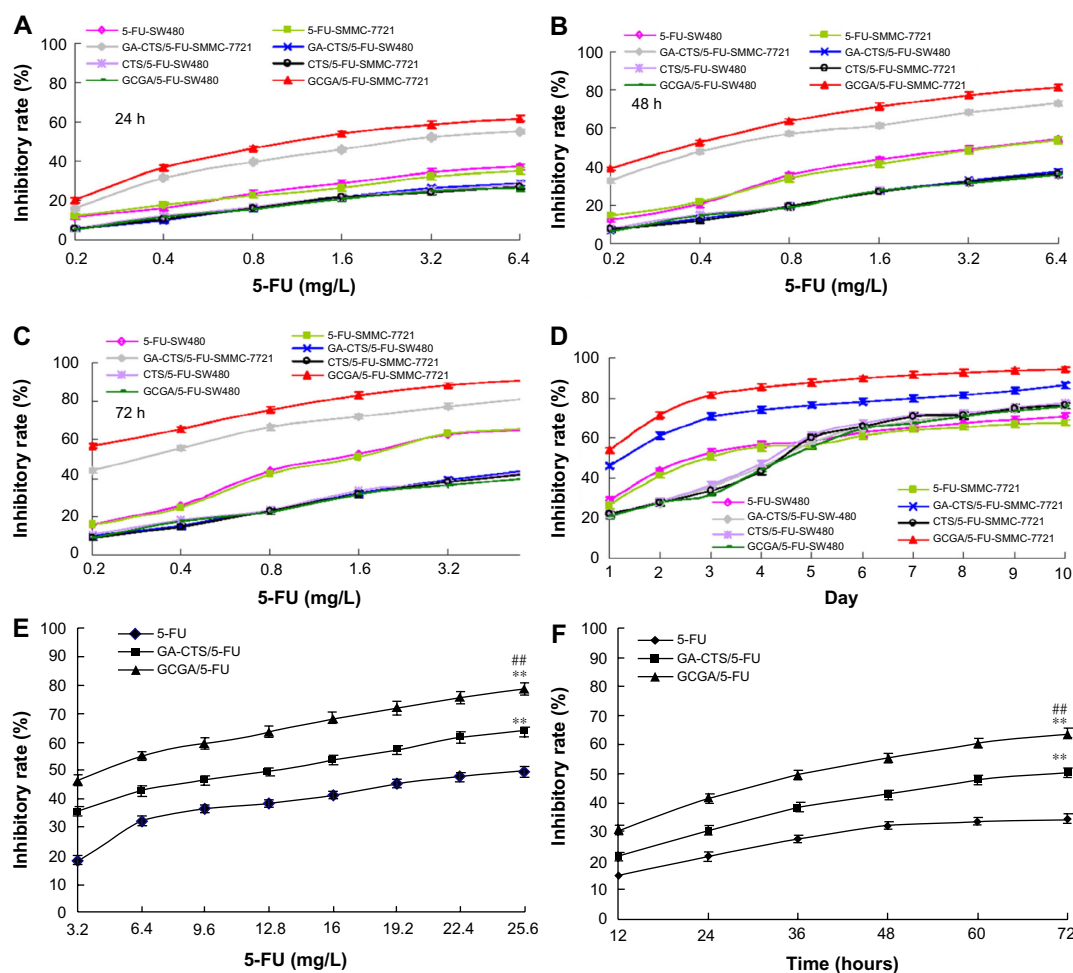 A
5-FU-SW480
5-FU-SMMC-7721
GA-CTS/5-FU-SMMC-7721
GA-CTS/5-FU-SW480
CTS/5-FU-SW480
CTS/5-FU-SMMC-7721
GCGA/5-FU-SW480
GCGA/5-FU-SMMC-7721
24 h
Inhibitory rate (%)
100
80
60
40
20
0
0.2 0.4 0.8 1.6 3.2 6.4
5-FU (mg/L)
B
5-FU-SW480
5-FU-SMMC-7721
GA-CTS/5-FU-SMMC-7721
GA-CTS/5-FU-SW480
CTS/5-FU-SW480
CTS/5-FU-SMMC-7721
GCGA/5-FU-SW480
GCGA/5-FU-SMMC-7721
48 h
Inhibitory rate (%)
100
80
60
40
20
0
0.2 0.4 0.8 1.6 3.2 6.4
5-FU (mg/L)
C
5-FU-SW480
5-FU-SMMC-7721
GA-CTS/5-FU-SMMC-7721
GA-CTS/5-FU-SW480
CTS/5-FU-SW480
CTS/5-FU-SMMC-7721
GCGA/5-FU-SW480
GCGA/5-FU-SMMC-7721
72 h
Inhibitory rate (%)
100
80
60
40
20
0
0.2 0.4 0.8 1.6 3.2
5-FU (mg/L)
D
Inhibitory rate (%)
100
80
60
40
20
0
5-FU-SW480
5-FU-SMMC-7721
GA-CTS/5-FU-SW-480
GA-CTS/5-FU-SMMC-7721
CTS/5-FU-SW480
CTS/5-FU-SMMC-7721
GCGA/5-FU-SW480
GCGA/5-FU-SMMC-7721
1 2 3 4 5 6 7 8 9 10
Day
E
5-FU
GA-CTS/5-FU
GCGA/5-FU
##
**
**
Inhibitory rate (%)
100
90
80
70
60
50
40
30
20
10
0
3.2 6.4 9.6 12.8 16 19.2 22.4 25.6
5-FU (mg/L)
F
5-FU
GA-CTS/5-FU
GCGA/5-FU
##
**
**
Inhibitory rate (%)
100
90
80
70
60
50
40
30
20
10
0
12 24 36 48 60 72
Time (hours)